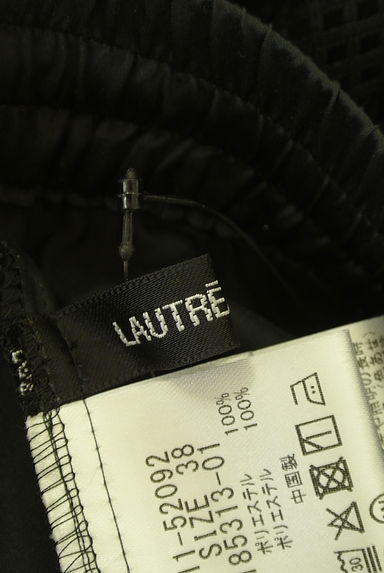 LAUTRĒ
11-52092
SIZE 38
85313-01
ポリエステル 100%
ポリエステル 100%
中国製
30